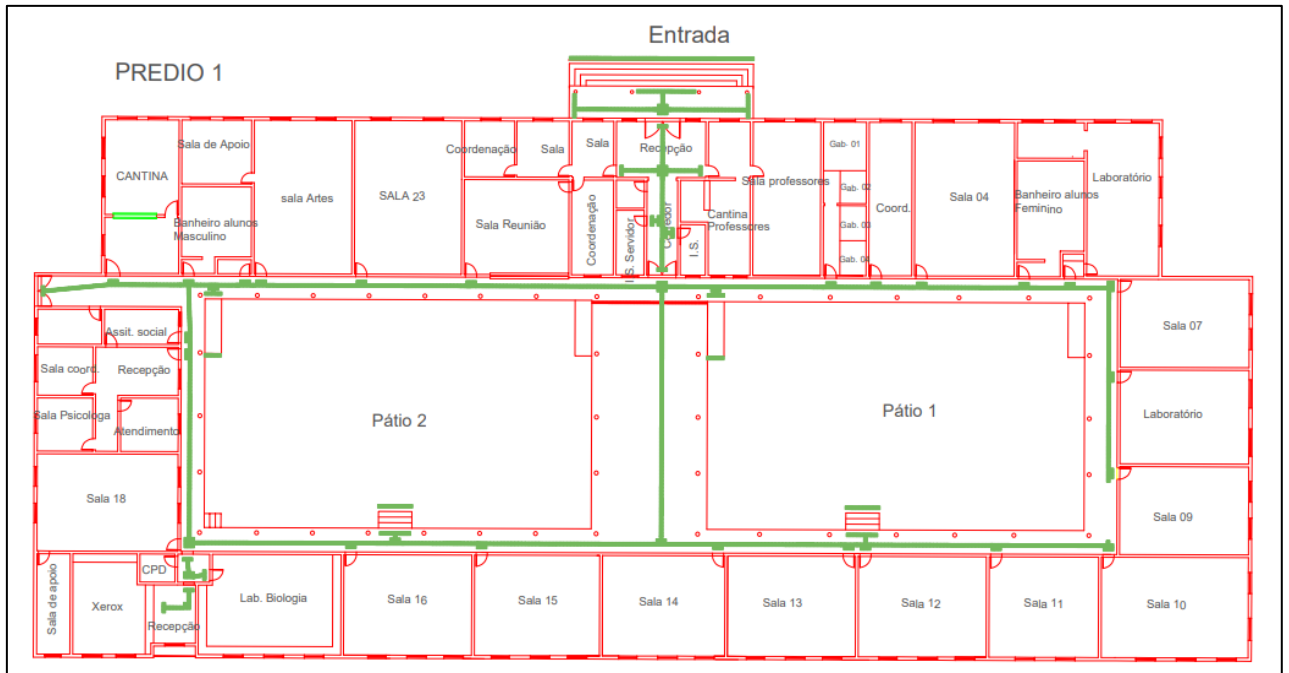 Entrada
PREDIO 1
Sala de Apoio
CANTINA
Banheiro alunos
Masculino
sala Artes
SALA 23
Coordenação
Sala
Sala Reunião
Sala
Coordenação
I.S. Servidor
Recepção
Corredor
I.S.
Cantina
Professores
Sala professores
Gab. 01
Gab. 02
Gab. 03
Gab. 04
Coord.
Sala 04
Banheiro alunos
Feminino
Laboratório
Assit. social
Sala coord.
Recepção
Sala Psicologa
Atendimento
Sala 18
Pátio 2
Pátio 1
Sala 07
Laboratório
Sala 09
Sala de apoio
Xerox
CPD
Recepção
Lab. Biologia
Sala 16
Sala 15
Sala 14
Sala 13
Sala 12
Sala 11
Sala 10